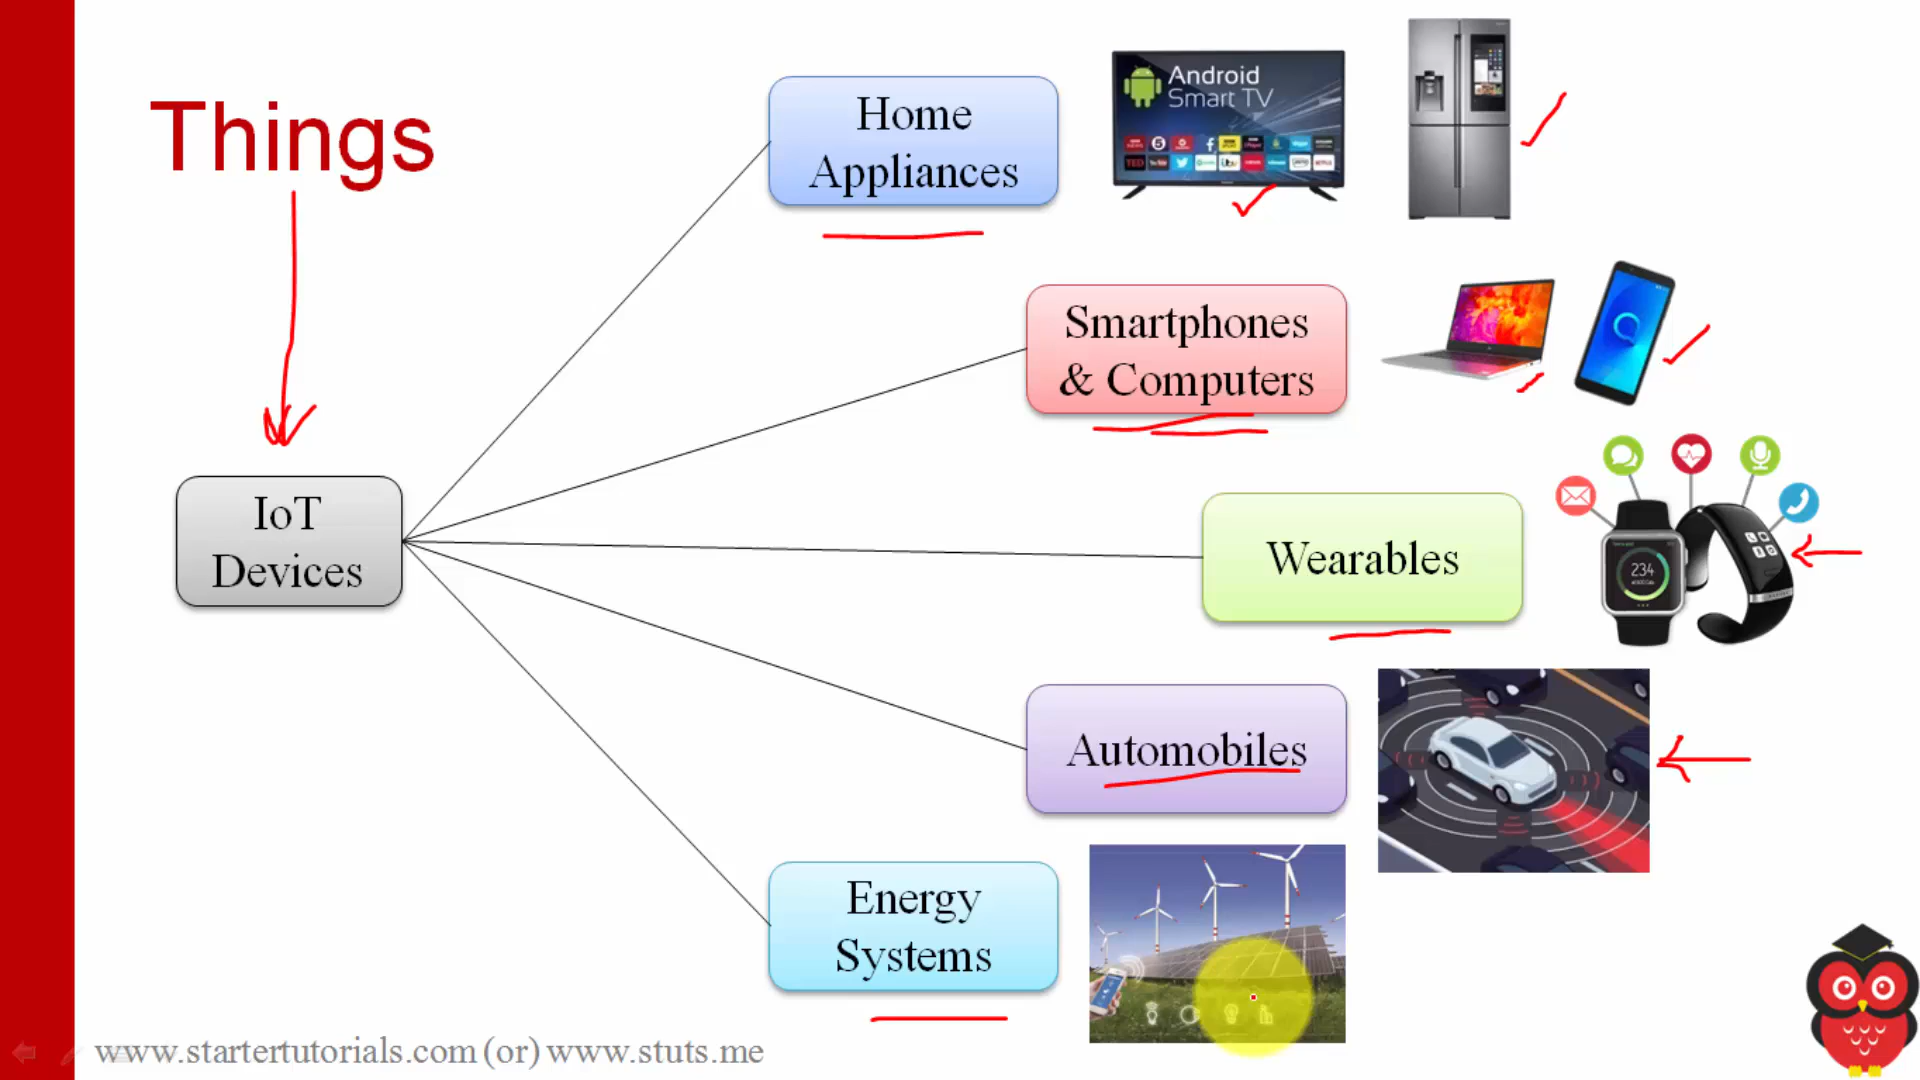 Things
Home
Appliances
Android
Smart TV
TED
Smartphones
& Computers
IoT
Devices
Wearables
234
Automobiles
Energy
Systems
www.startertutorials.com (or) www.stuts.me